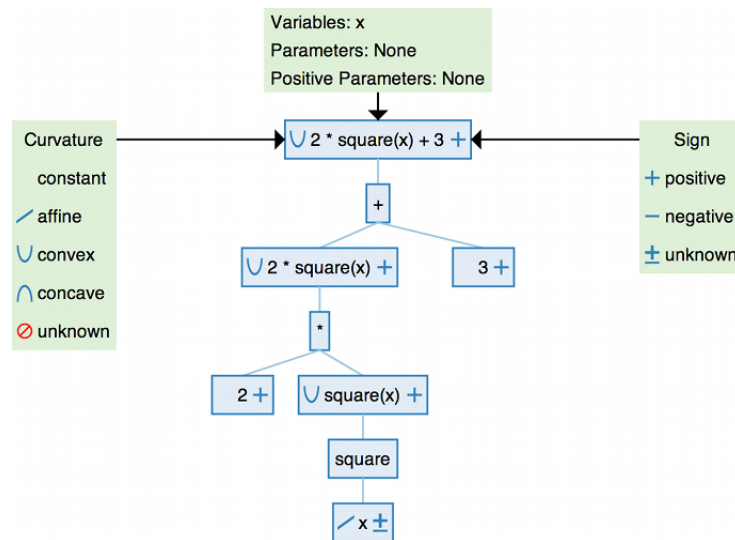 Variables: x
Parameters: None
Positive Parameters: None
Curvature
constant
affine
convex
concave
unknown
2 * square(x) + 3 +
Sign
+ positive
− negative
± unknown
+
2 * square(x) +
3 +
*
2 +
square(x) +
square
x ±